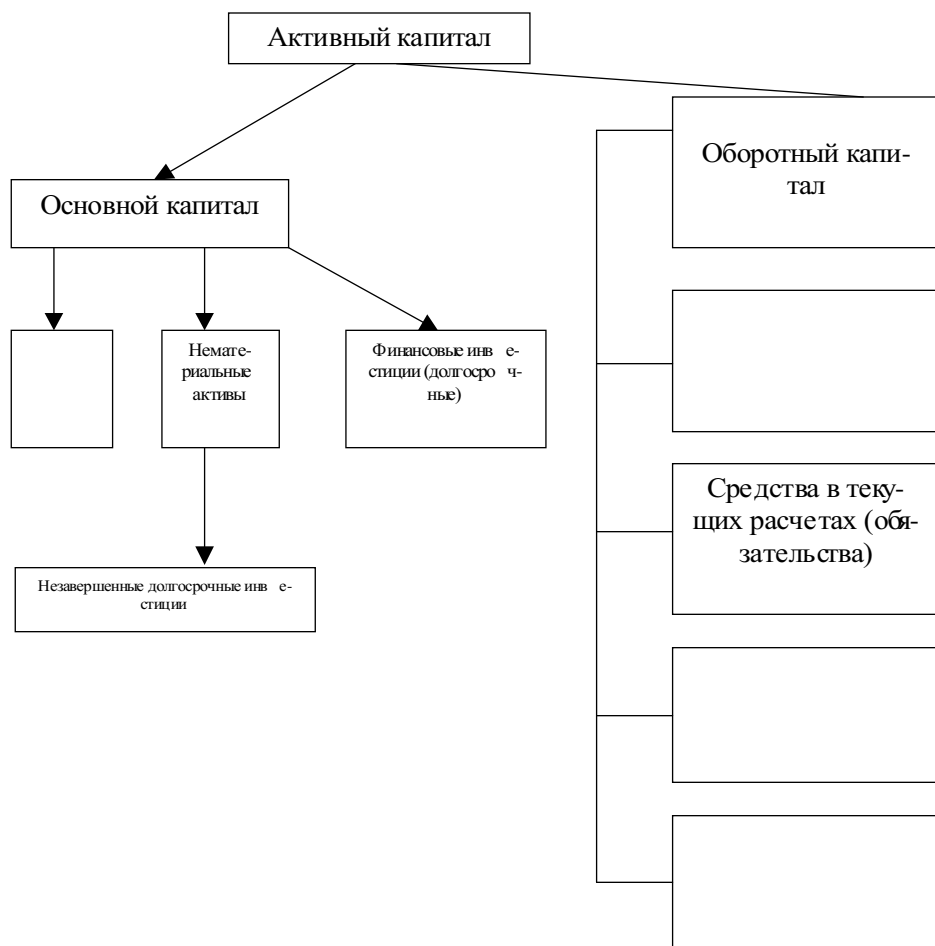 Активный капитал
Оборотный капи-
тал
Основной капитал
Немате-
риальные
активы
Финансовые инв е-
стиции (долгосро ч-
ные)
Средства в теку-
щих расчетах (обя-
зательства)
Незавершенные долгосрочные инв е-
стиции